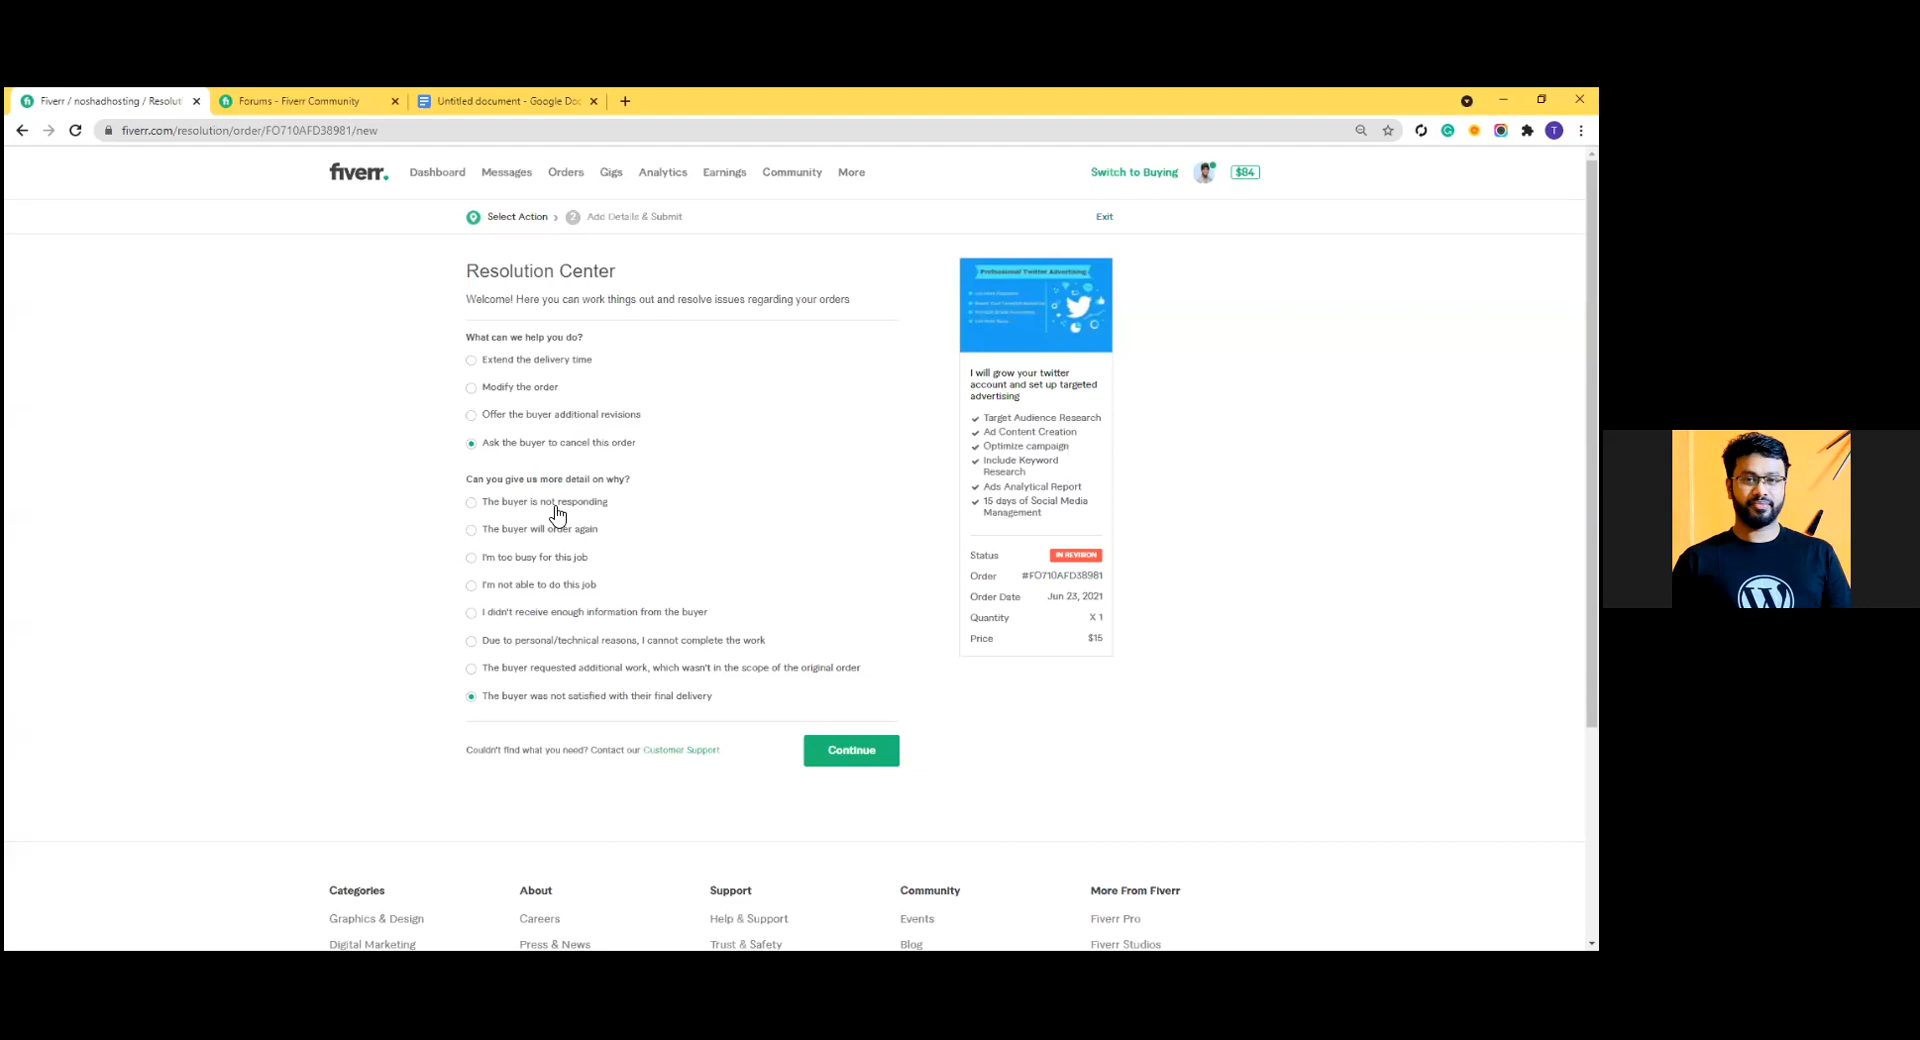 Fiverr / noshadhosting / Resolut
Forums - Fiverr Community
Untitled document - Google Doc
fiverr.com/resolution/order/FO710AFD38981/new
T
fiverr.
Dashboard
Messages
Orders
Gigs
Analytics
Earnings
Community
More
Switch to Buying
$84
Select Action
2
Add Details & Submit
Exit
Resolution Center
Welcome! Here you can work things out and resolve issues regarding your orders
What can we help you do?
Extend the delivery time
Modify the order
Offer the buyer additional revisions
Ask the buyer to cancel this order
Can you give us more detail on why?
The buyer is not responding
The buyer will order again
I'm too busy for this job
I'm not able to do this job
I didn't receive enough information from the buyer
Due to personal/technical reasons, I cannot complete the work
The buyer requested additional work, which wasn't in the scope of the original order
The buyer was not satisfied with their final delivery
Couldn't find what you need? Contact our Customer Support
Continue
Professional Twitter Advertising
I will grow your twitter
account and set up targeted
advertising
Target Audience Research
Ad Content Creation
Optimize campaign
Include Keyword
Research
Ads Analytical Report
15 days of Social Media
Management
Status
IN REVISION
Order
#FO710AFD38981
Order Date
Jun 23, 2021
Quantity
X 1
Price
$15
Categories
Graphics & Design
Digital Marketing
About
Careers
Press & News
Support
Help & Support
Trust & Safety
Community
Events
Blog
More From Fiverr
Fiverr Pro
Fiverr Studios